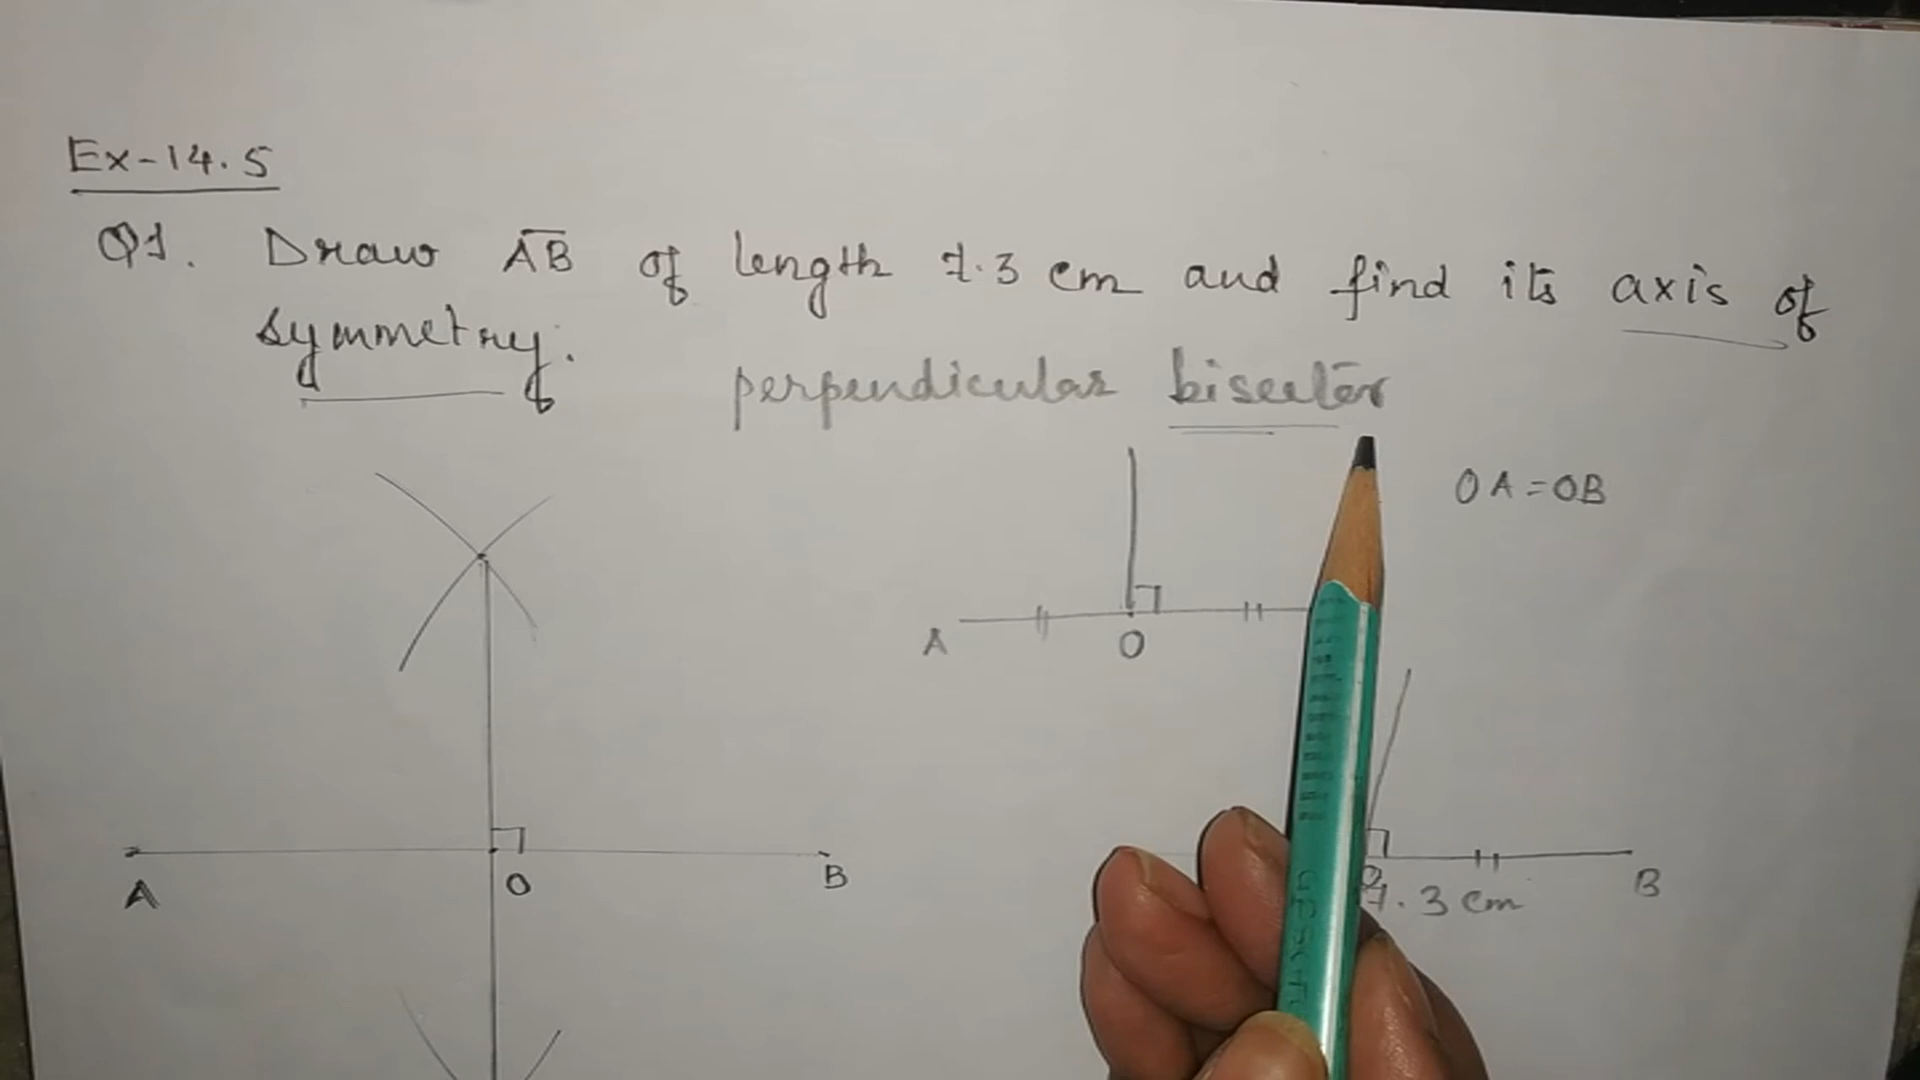 Ex-14.5
Q1. Draw AB of length 7.3 cm and find its axis of
symmetry.
perpendicular bisector
OA=OB
A O
A O B
7.3 cm B